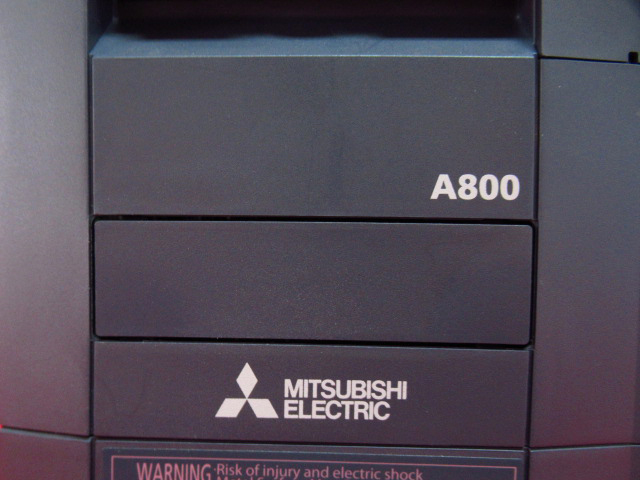 A800
MITSUBISHI
ELECTRIC
WARNING Risk of injury and electric shock